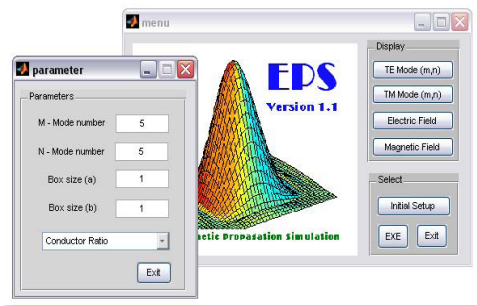 menu
EPS
Version 1.1
netic Propasation Simulation
Display
TE Mode (m,n)
TM Mode (m,n)
Electric Field
Magnetic Field
Select
Initial Setup
EXE
Exit
parameter
Parameters
M - Mode number
5
N - Mode number
5
Box size (a)
1
Box size (b)
1
Conductor Ratio
Exit